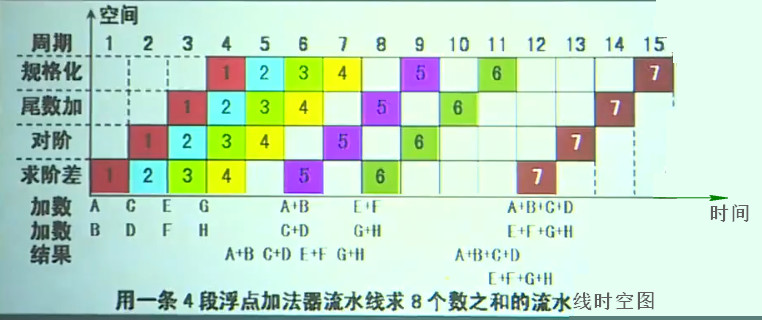 空间
周期 1 2 3 4 5 6 7 8 9 10 11 12 13 14 15
规格化 1 2 3 4 5 6 7
尾数加 1 2 3 4 5 6 7
对阶 1 2 3 4 5 6 7
求阶差 1 2 3 4 5 6 7
时间
加数 A C E G A+B E+F A+B+C+D
加数 B D F H C+D G+H E+F+G+H
结果 A+B C+D E+F G+H A+B+C+D
E+F+G+H
用一条4段浮点加法器流水线求8个数之和的流水线时空图